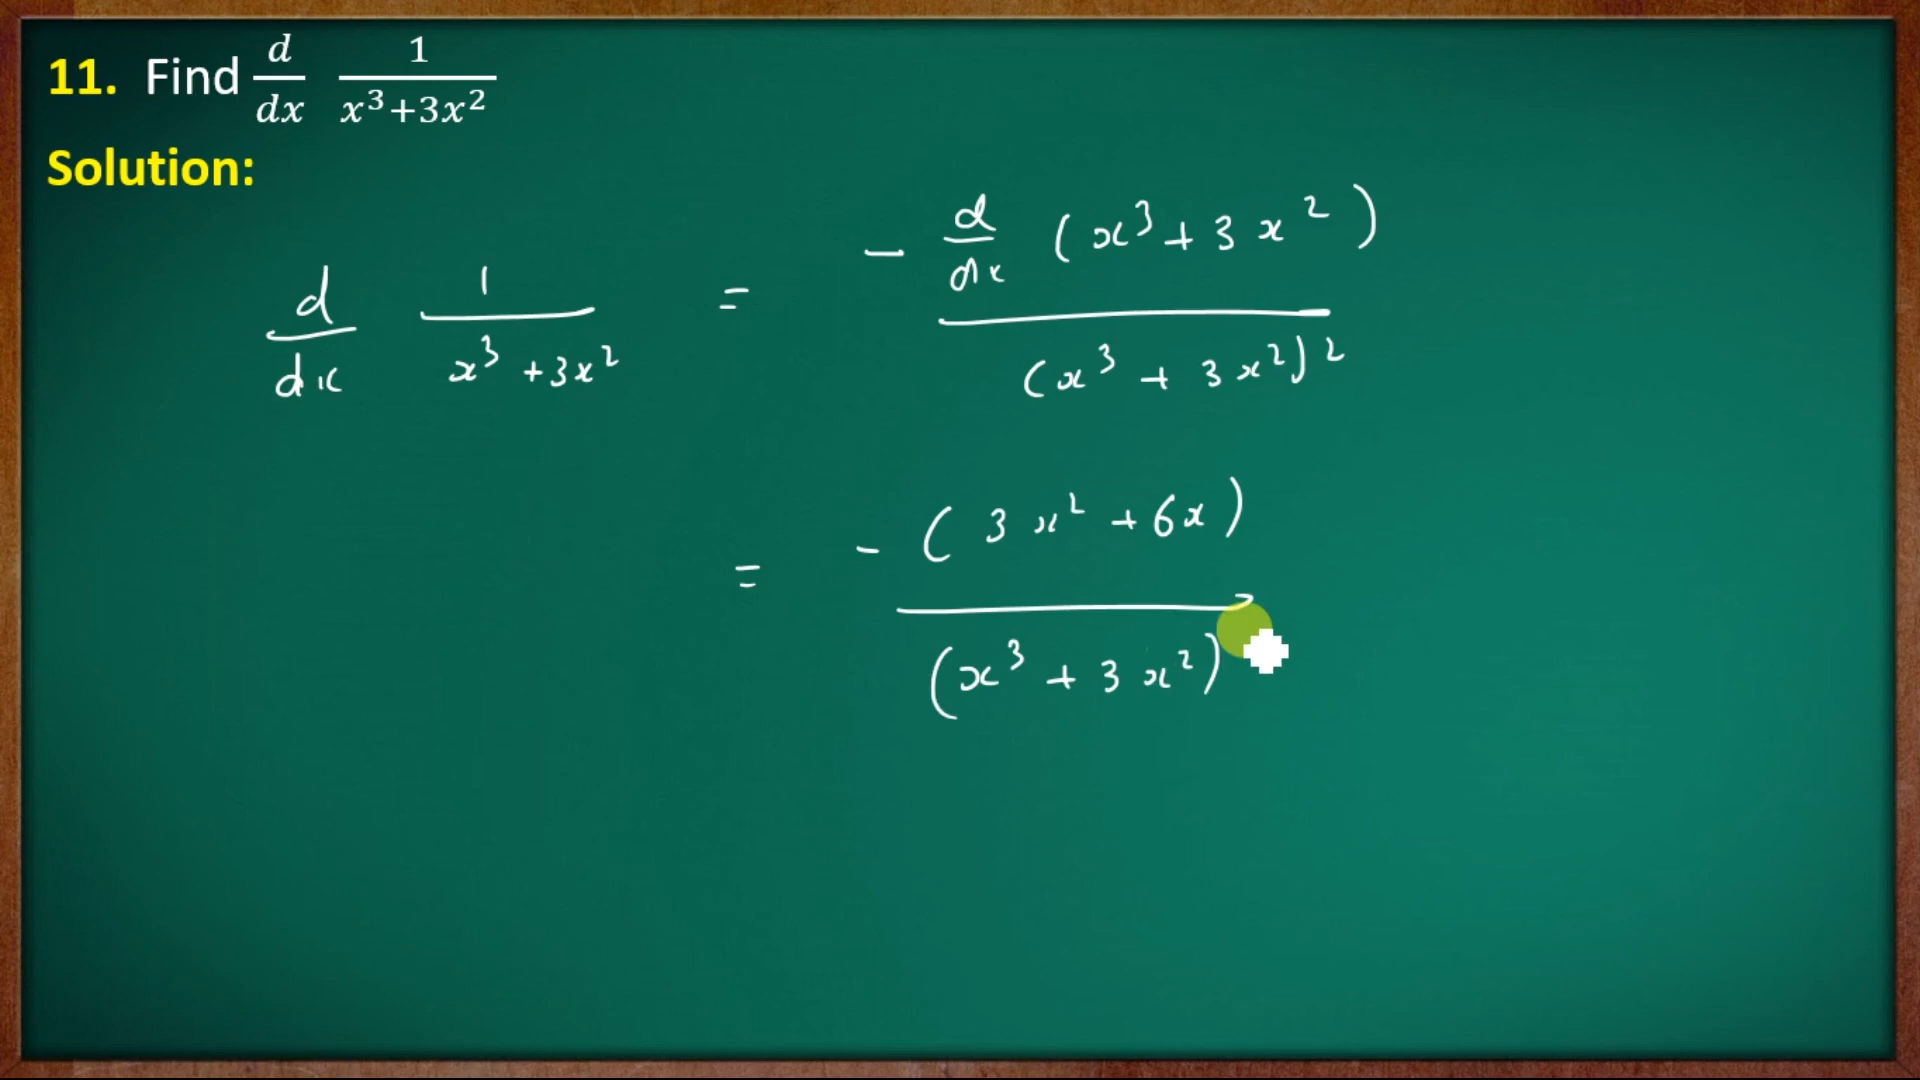 11. Find d/dx 1/(x³+3x²)
Solution:
d/dx 1/(x³+3x²) = - d/dx (x³+3x²) / (x³+3x²)²
= - (3x²+6x) / (x³+3x²)